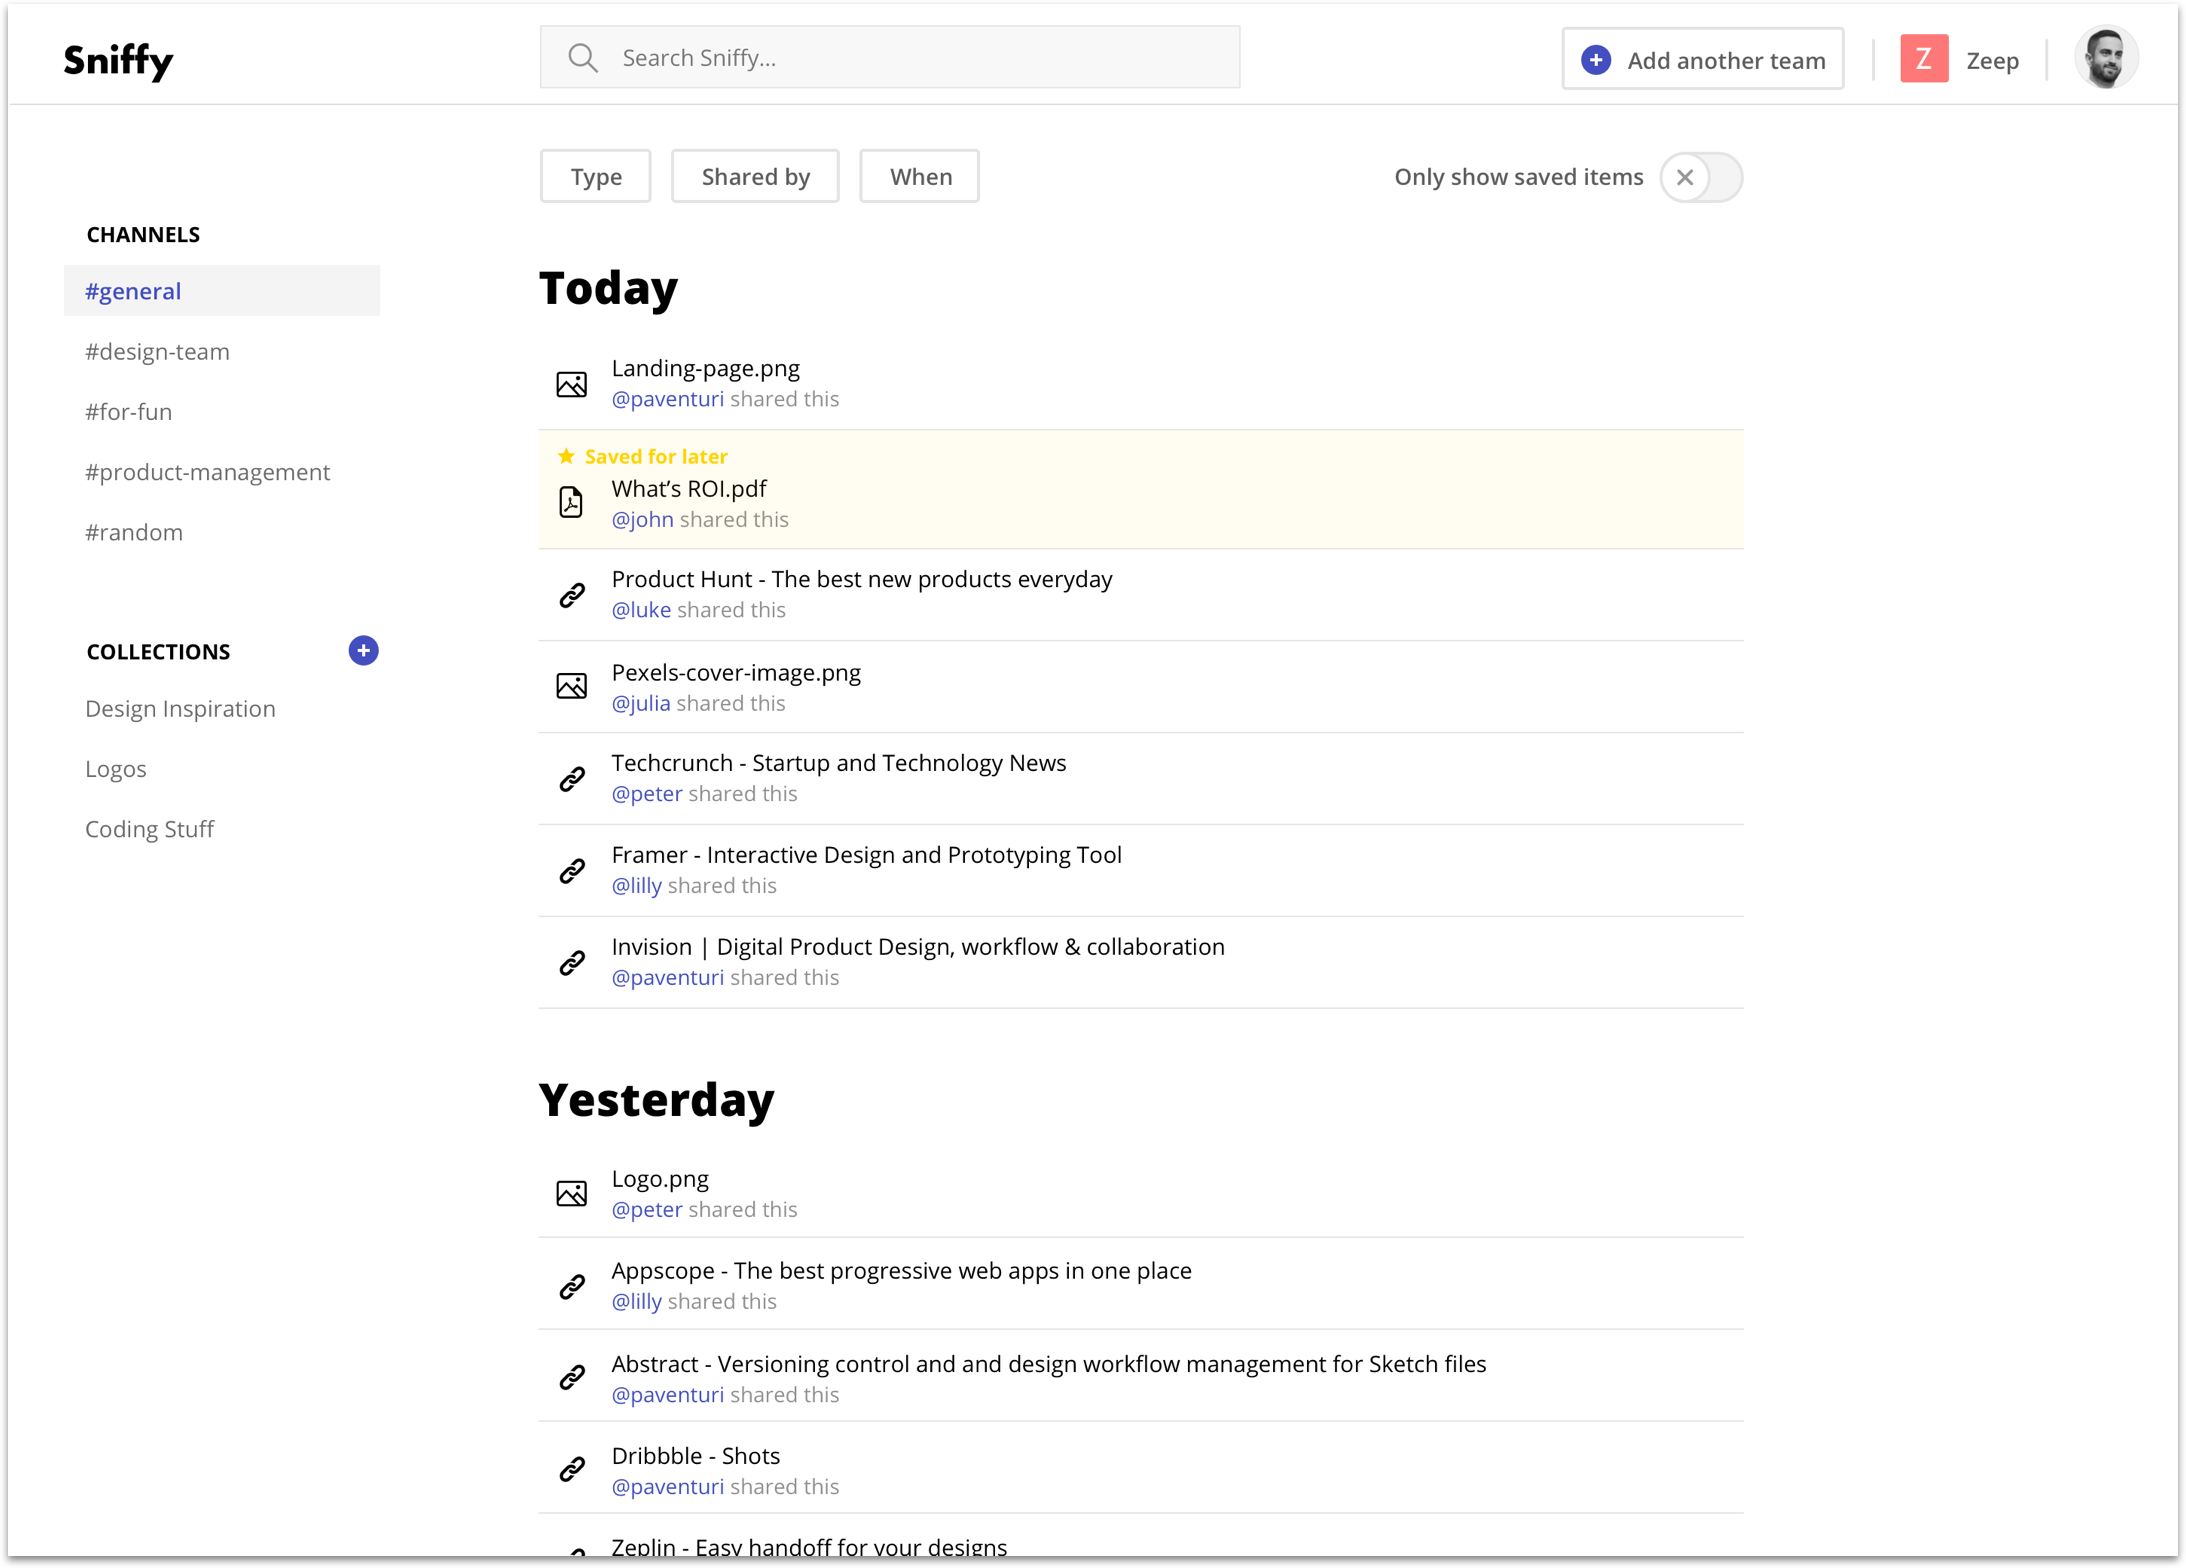 Sniffy
Search Sniffy...
Add another team
Z
Zeep
Type
Shared by
When
Only show saved items
CHANNELS
#general
#design-team
#for-fun
#product-management
#random
COLLECTIONS
Design Inspiration
Logos
Coding Stuff
Today
Landing-page.png
@paventuri shared this
Saved for later
What’s ROI.pdf
@john shared this
Product Hunt - The best new products everyday
@luke shared this
Pexels-cover-image.png
@julia shared this
Techcrunch - Startup and Technology News
@peter shared this
Framer - Interactive Design and Prototyping Tool
@lilly shared this
Invision | Digital Product Design, workflow & collaboration
@paventuri shared this
Yesterday
Logo.png
@peter shared this
Appscope - The best progressive web apps in one place
@lilly shared this
Abstract - Versioning control and and design workflow management for Sketch files
@paventuri shared this
Dribbble - Shots
@paventuri shared this
Zeplin - Easy handoff for your designs